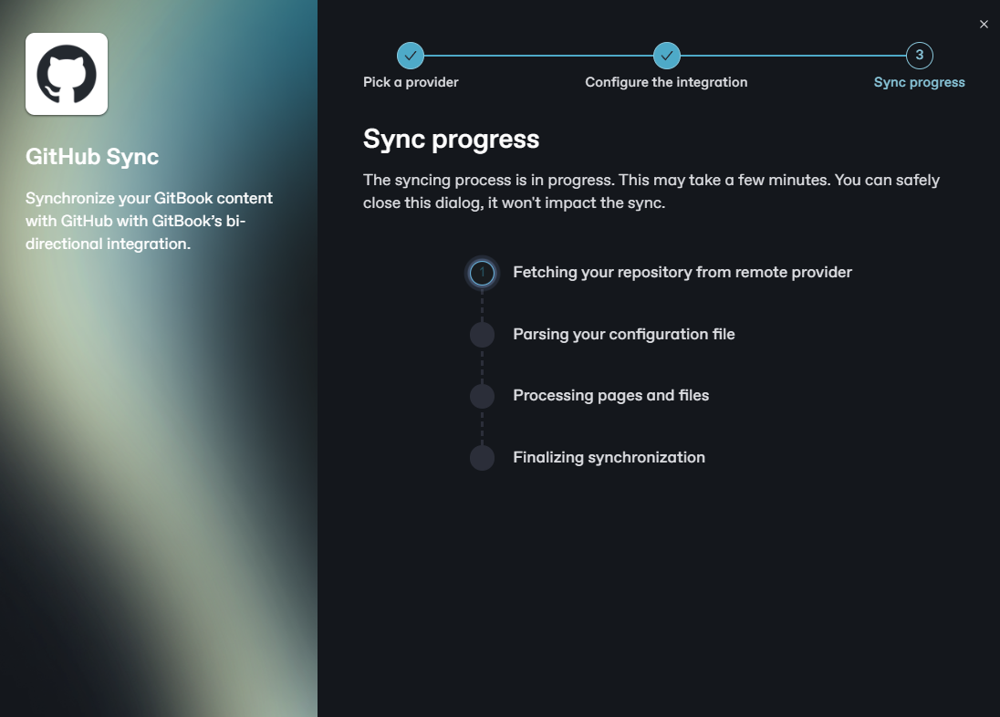 GitHub Sync
Synchronize your GitBook content
with GitHub with GitBook’s bi-
directional integration.
3
Pick a provider
Configure the integration
Sync progress
Sync progress
The syncing process is in progress. This may take a few minutes. You can safely
close this dialog, it won't impact the sync.
1
Fetching your repository from remote provider
Parsing your configuration file
Processing pages and files
Finalizing synchronization